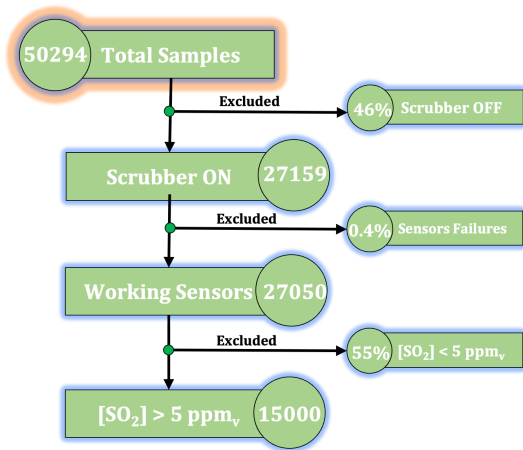 50294 Total Samples
Excluded
46% Scrubber OFF
Scrubber ON 27159
Excluded
0.4% Sensors Failures
Working Sensors 27050
Excluded
55% [SO₂] < 5 ppmᵥ
[SO₂] > 5 ppmᵥ 15000